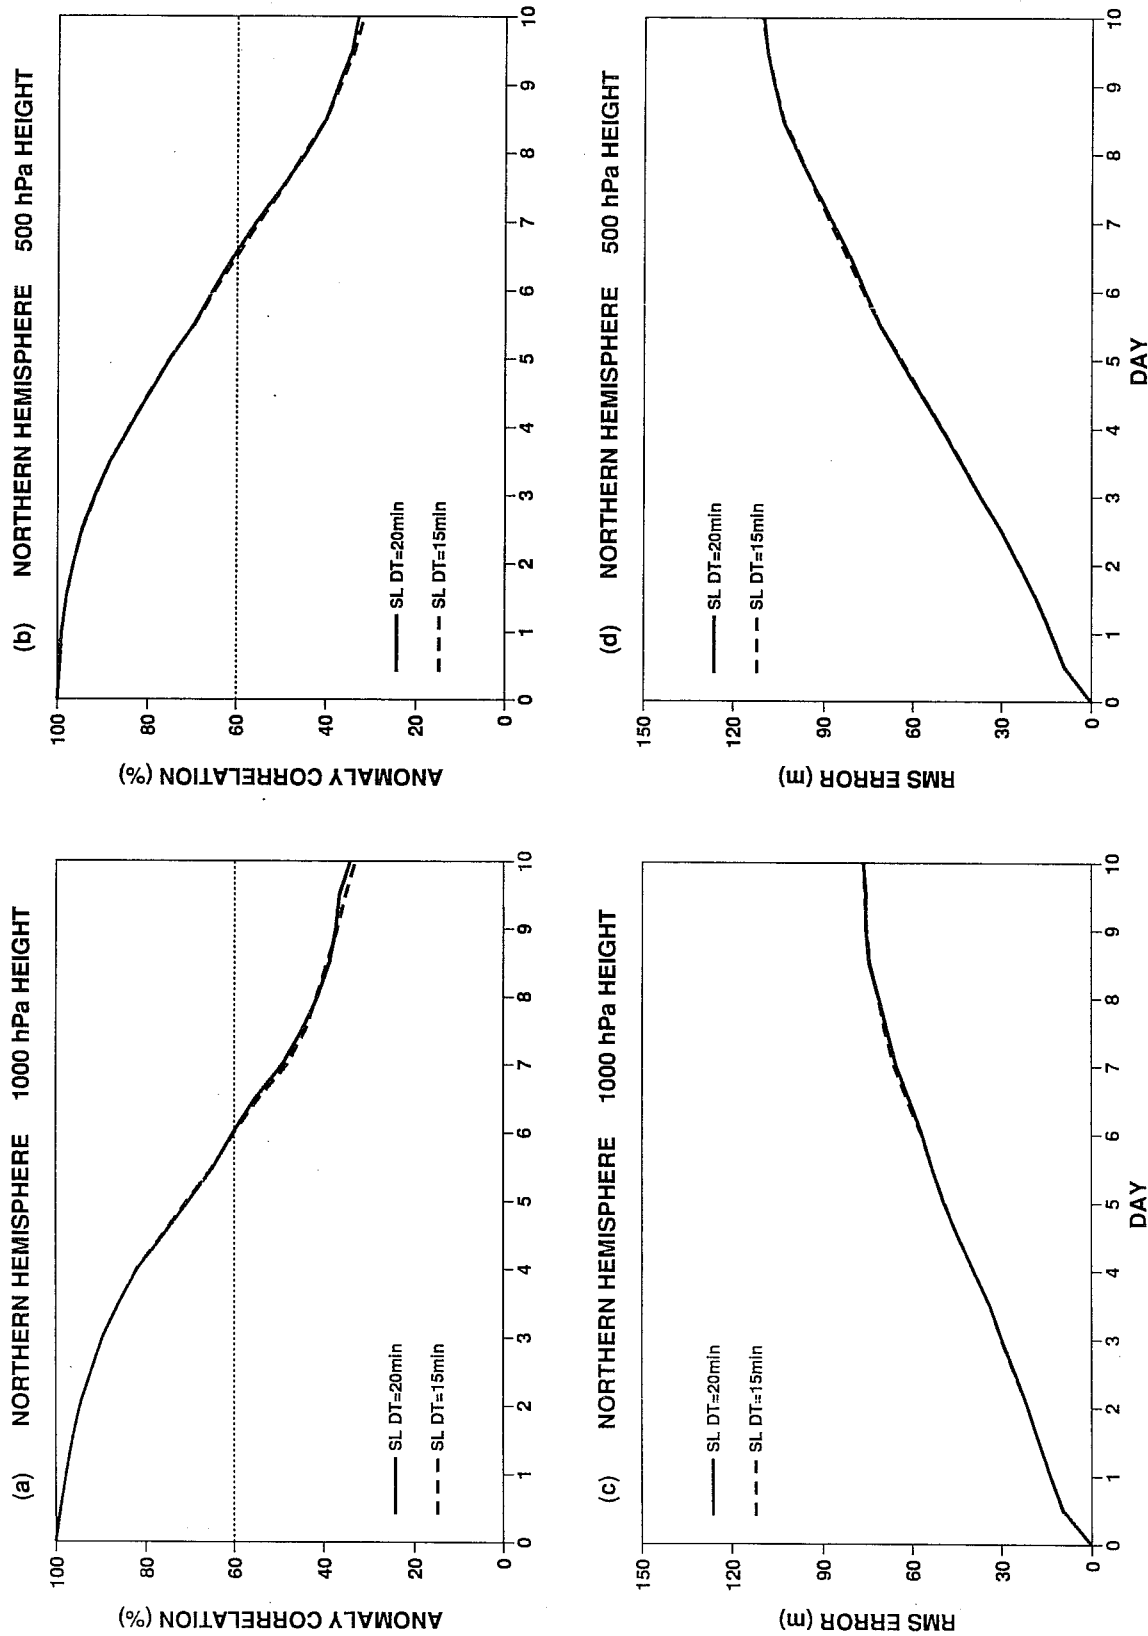 (a) NORTHERN HEMISPHERE 1000 hPa HEIGHT
ANOMALY CORRELATION (%)
100
80
60
40
20
0
SL DT=20min
SL DT=15min
0 1 2 3 4 5 6 7 8 9 10
(b) NORTHERN HEMISPHERE 500 hPa HEIGHT
ANOMALY CORRELATION (%)
100
80
60
40
20
0
SL DT=20min
SL DT=15min
0 1 2 3 4 5 6 7 8 9 10
(c) NORTHERN HEMISPHERE 1000 hPa HEIGHT
RMS ERROR (m)
150
120
90
60
30
0
SL DT=20min
SL DT=15min
0 1 2 3 4 5 6 7 8 9 10
DAY
(d) NORTHERN HEMISPHERE 500 hPa HEIGHT
RMS ERROR (m)
150
120
90
60
30
0
SL DT=20min
SL DT=15min
0 1 2 3 4 5 6 7 8 9 10
DAY